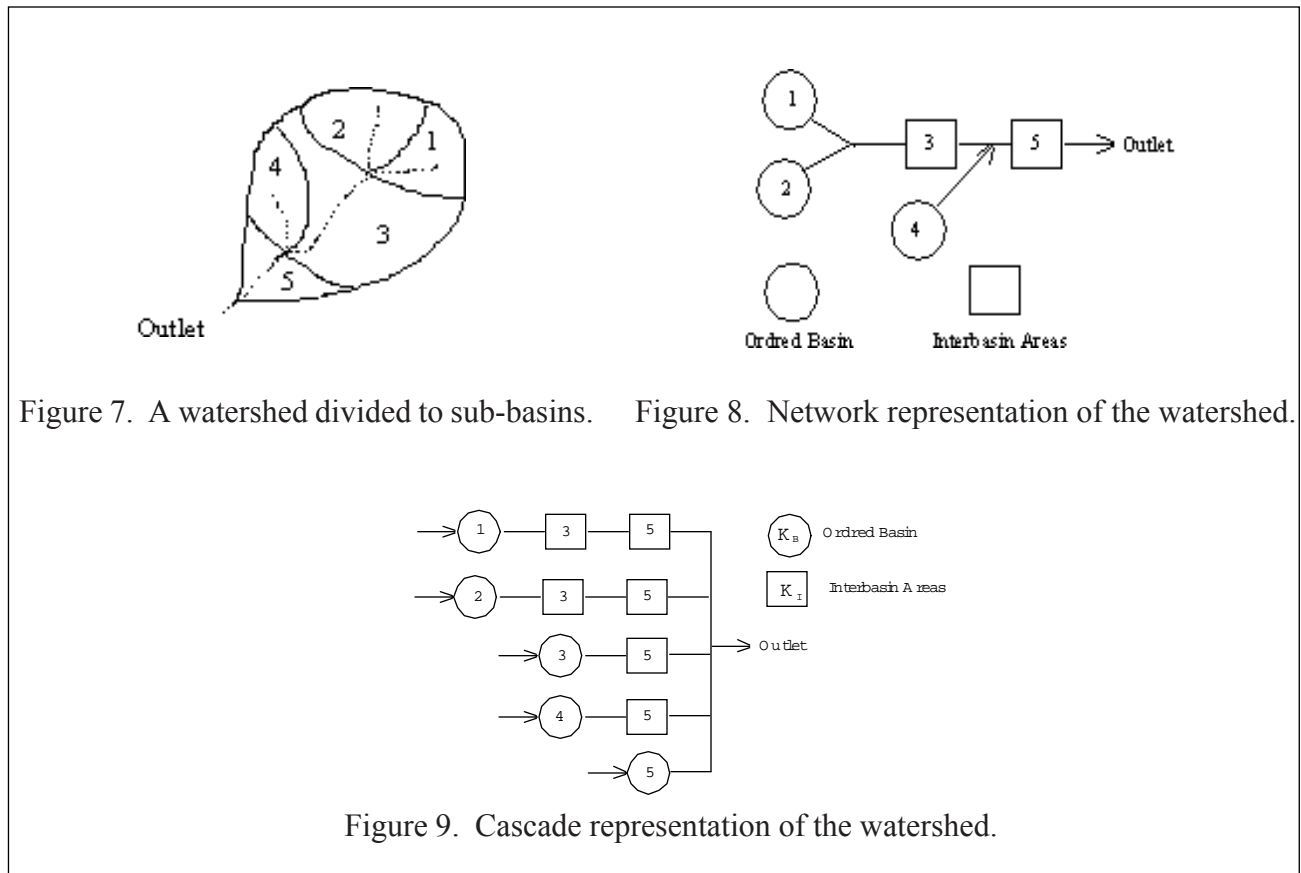 2
1
4
3
5
Outlet
1
2
3
5
Outlet
4
Ordred Basin
Interbasin Areas
Figure 7. A watershed divided to sub-basins.
Figure 8. Network representation of the watershed.
1 3 5
K_B Ordred Basin
2 3 5
K_I Interbasin Areas
3 5
Outlet
4 5
5
Figure 9. Cascade representation of the watershed.